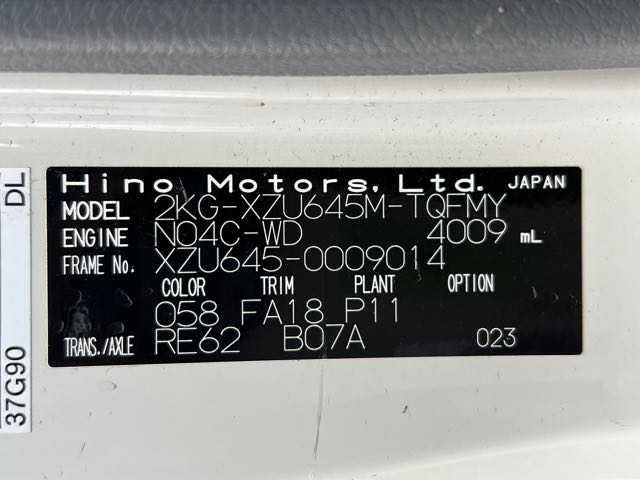 Hino Motors, Ltd. JAPAN
MODEL 2KG-XZU645M-TQFMY
ENGINE N04C-WD 4009 mL
FRAME No. XZU645-0009014
COLOR TRIM PLANT OPTION
058 FA18 P11
TRANS./AXLE RE62 B07A 023
DL
37G90